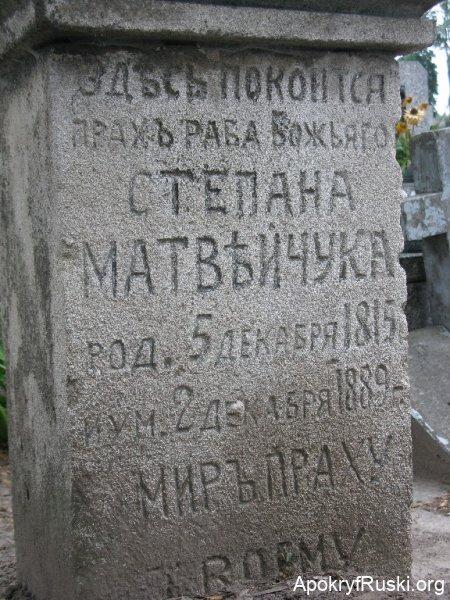 ЗДѢСЬ ПОКОИТСА
ПРАХЪ РАБА БОЖЬЯГО
СТЕПАНА
МАТВѢЙЧУКА
РОД. 5 ДЕКАБРЯ 1815
И УМ. 2 ДЕКАБРЯ 1889
МИРЪ ПРАХУ
ТВОЕМУ
ApokryfRuski.org